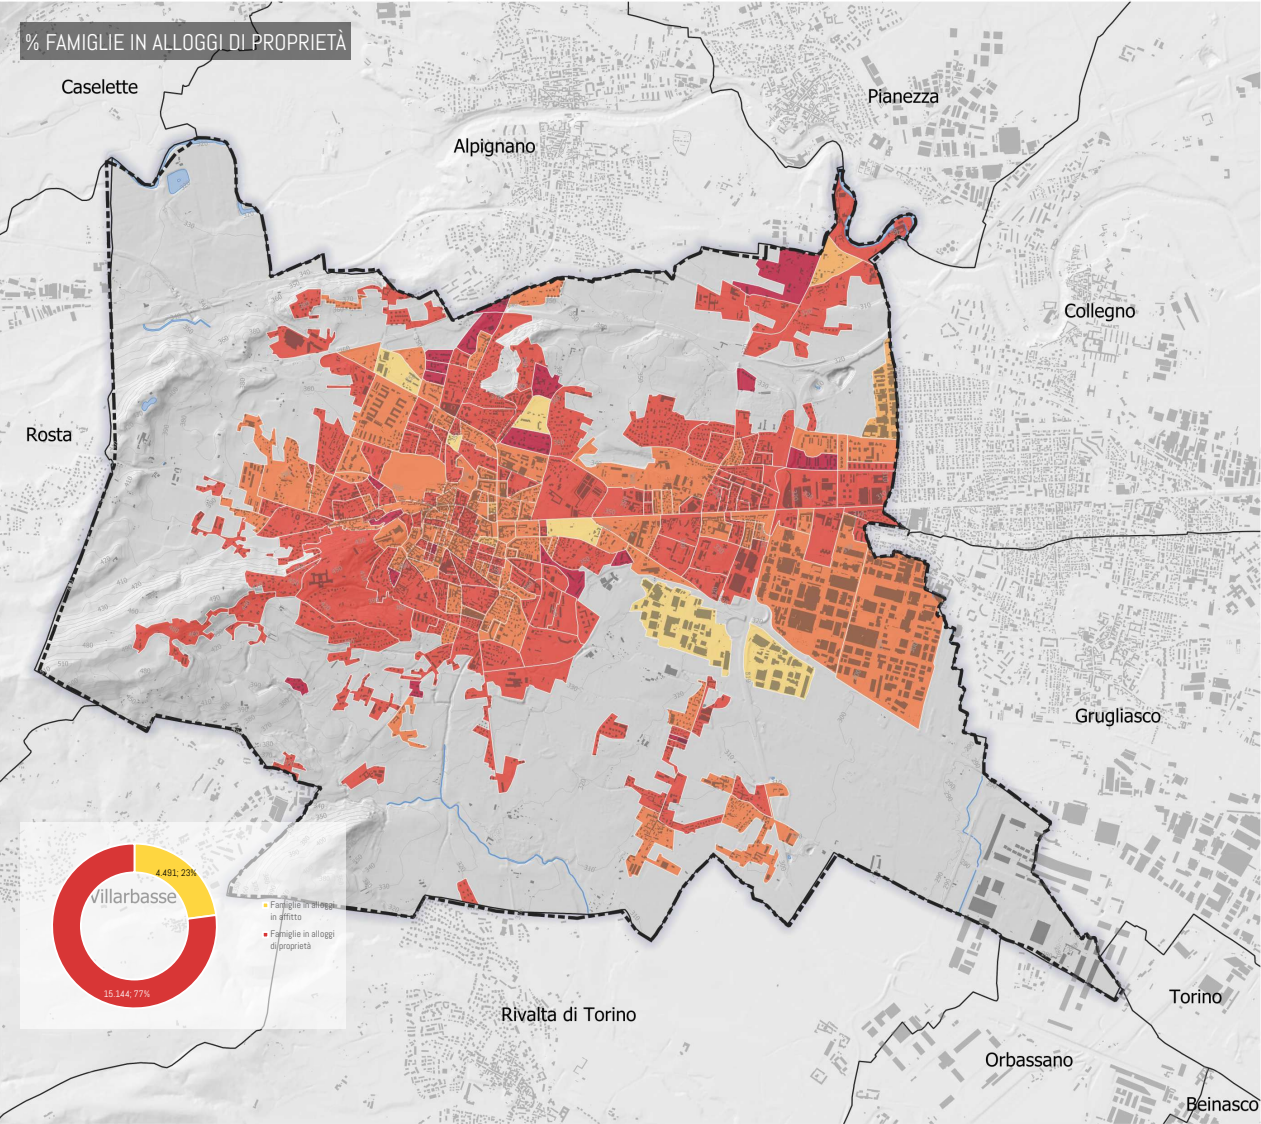 % FAMIGLIE IN ALLOGGI DI PROPRIETÀ
Caselette
Pianezza
Alpignano
Collegno
Rosta
Grugliasco
4.491; 23%
Villarbasse
Famiglie in alloggi
in affitto
Famiglie in alloggi
di proprietà
15.144; 77%
Torino
Rivalta di Torino
Orbassano
Beinasco